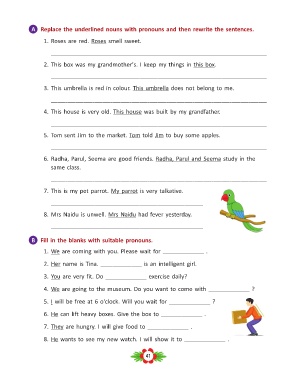 A Replace the underlined nouns with pronouns and then rewrite the sentences.
1. Roses are red. Roses smell sweet.
2. This box was my grandmother's. I keep my things in this box.
3. This umbrella is red in colour. This umbrella does not belong to me.
4. This house is very old. This house was built by my grandfather.
5. Tom sent Jim to the market. Tom told Jim to buy some apples.
6. Radha, Parul, Seema are good friends. Radha, Parul and Seema study in the
same class.
7. This is my pet parrot. My parrot is very talkative.
8. Mrs Naidu is unwell. Mrs Naidu had fever yesterday.
B Fill in the blanks with suitable pronouns.
1. We are coming with you. Please wait for ____________ .
2. Her name is Tina. ____________ is an intelligent girl.
3. You are very fit. Do ____________ exercise daily?
4. We are going to the museum. Do you want to come with ____________ ?
5. I will be free at 6 o'clock. Will you wait for ____________ ?
6. He can lift heavy boxes. Give the box to ____________ .
7. They are hungry. I will give food to ____________ .
8. He wants to see my new watch. I will show it to ____________ .
41